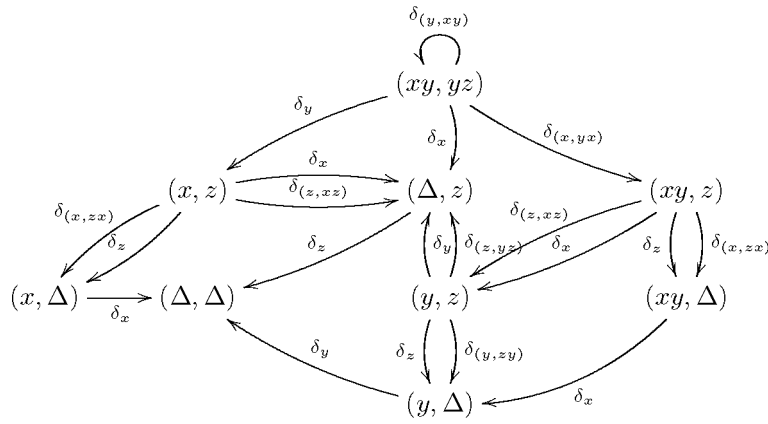 δ_(y,xy)
(xy, yz)
δ_y
δ_x
δ_(x,yx)
δ_x
(x, z)
δ_(z,xz)
(Δ, z)
(xy, z)
δ_(x,zx)
δ_z
δ_z
δ_y
δ_(z,yz)
δ_(z,xz)
δ_x
δ_z
δ_(x,zx)
(x, Δ)
δ_x
(Δ, Δ)
(y, z)
(xy, Δ)
δ_y
δ_z
δ_(y,zy)
(y, Δ)
δ_x